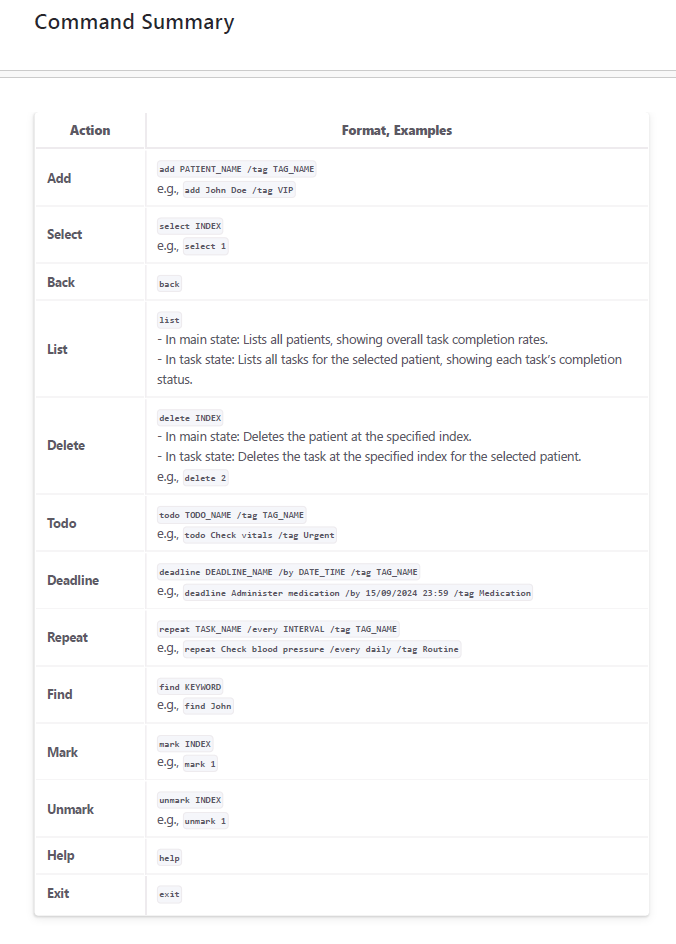 Command Summary
Action Format, Examples
Add
add PATIENT_NAME /tag TAG_NAME
e.g., add John Doe /tag VIP
Select
select INDEX
e.g., select 1
Back
back
List
list
- In main state: Lists all patients, showing overall task completion rates.
- In task state: Lists all tasks for the selected patient, showing each task’s completion
status.
Delete
delete INDEX
- In main state: Deletes the patient at the specified index.
- In task state: Deletes the task at the specified index for the selected patient.
e.g., delete 2
Todo
todo TODO_NAME /tag TAG_NAME
e.g., todo Check vitals /tag Urgent
Deadline
deadline DEADLINE_NAME /by DATE_TIME /tag TAG_NAME
e.g., deadline Administer medication /by 15/09/2024 23:59 /tag Medication
Repeat
repeat TASK_NAME /every INTERVAL /tag TAG_NAME
e.g., repeat Check blood pressure /every daily /tag Routine
Find
find KEYWORD
e.g., find John
Mark
mark INDEX
e.g., mark 1
Unmark
unmark INDEX
e.g., unmark 1
Help
help
Exit
exit